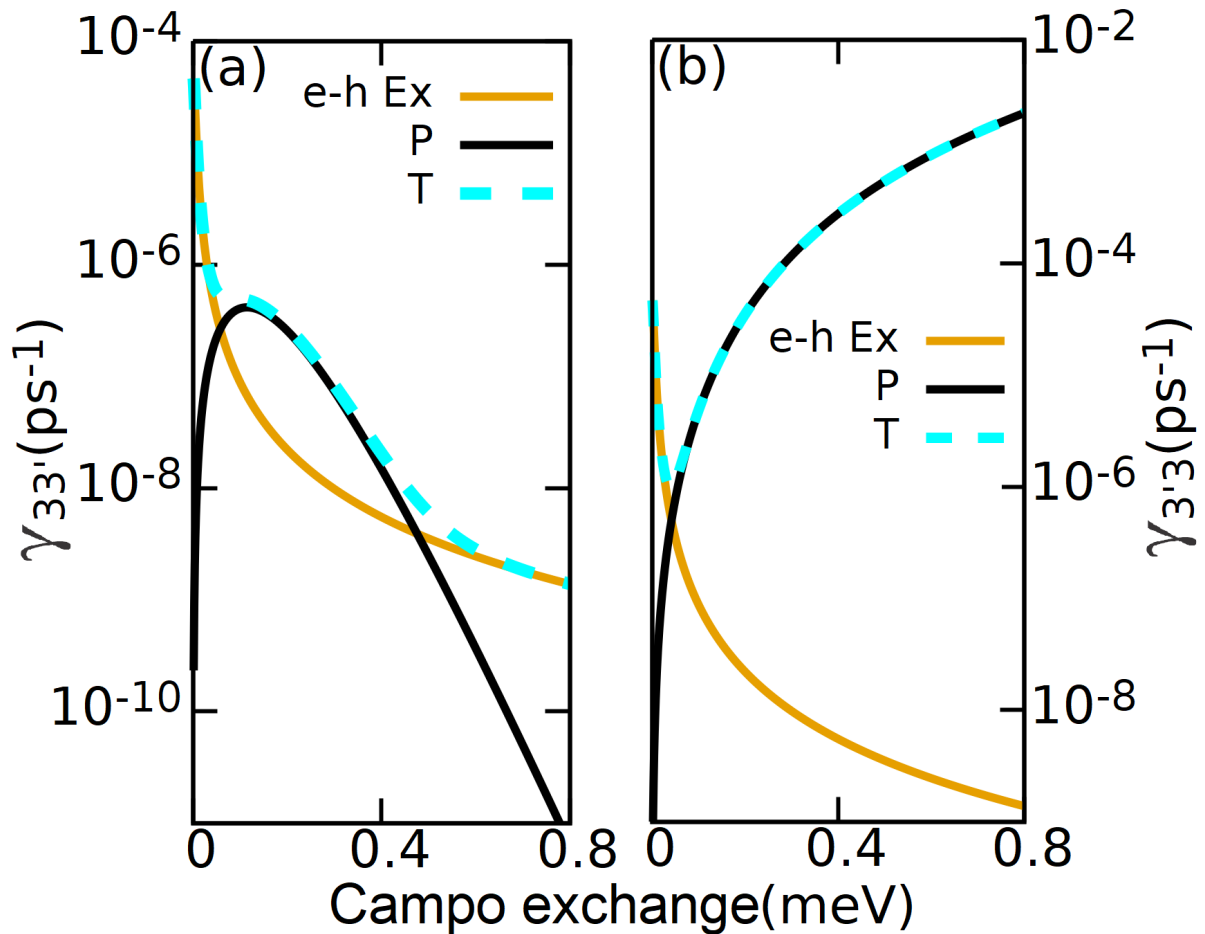 (a)
10⁻⁴
10⁻⁶
10⁻⁸
10⁻¹⁰
γ₃₃'(ps⁻¹)
e-h Ex
P
T
0
0.4
0.8
(b)
10⁻²
10⁻⁴
10⁻⁶
10⁻⁸
γ₃'₃(ps⁻¹)
e-h Ex
P
T
0
0.4
0.8
Campo exchange(meV)